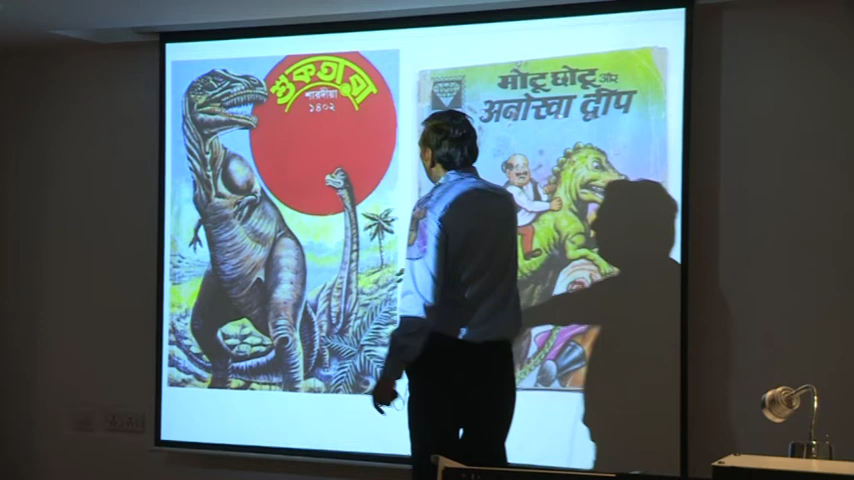 শুকতারা
শারদীয়া
১৪০২
मोटू छोटू और
अनोखा द्वीप